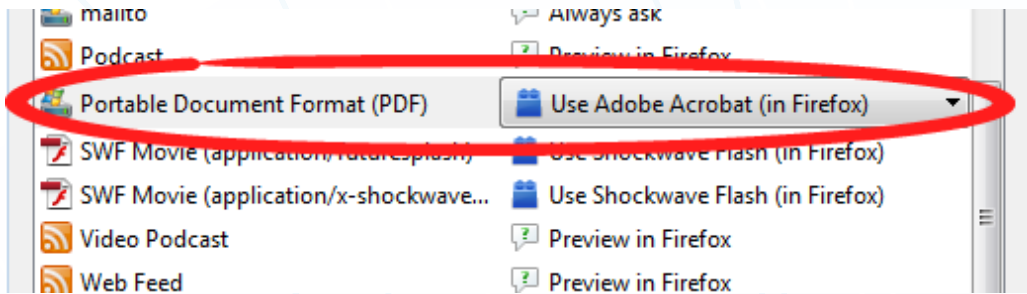 mailto Always ask
Podcast Preview in Firefox
Portable Document Format (PDF) Use Adobe Acrobat (in Firefox)
SWF Movie (application/futuresplash) Use Shockwave Flash (in Firefox)
SWF Movie (application/x-shockwave... Use Shockwave Flash (in Firefox)
Video Podcast Preview in Firefox
Web Feed Preview in Firefox